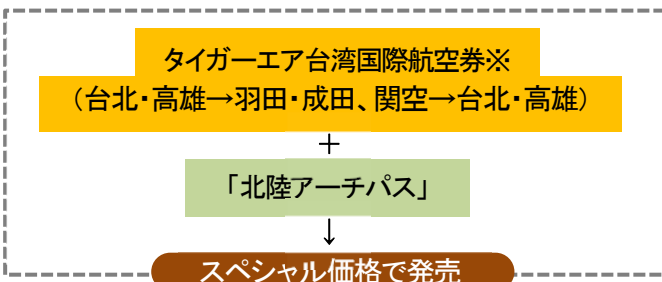 タイガーエア台湾国際航空券※
（台北・高雄→羽田・成田、関空→台北・高雄）
＋
「北陸アーチパス」
↓
スペシャル価格で発売